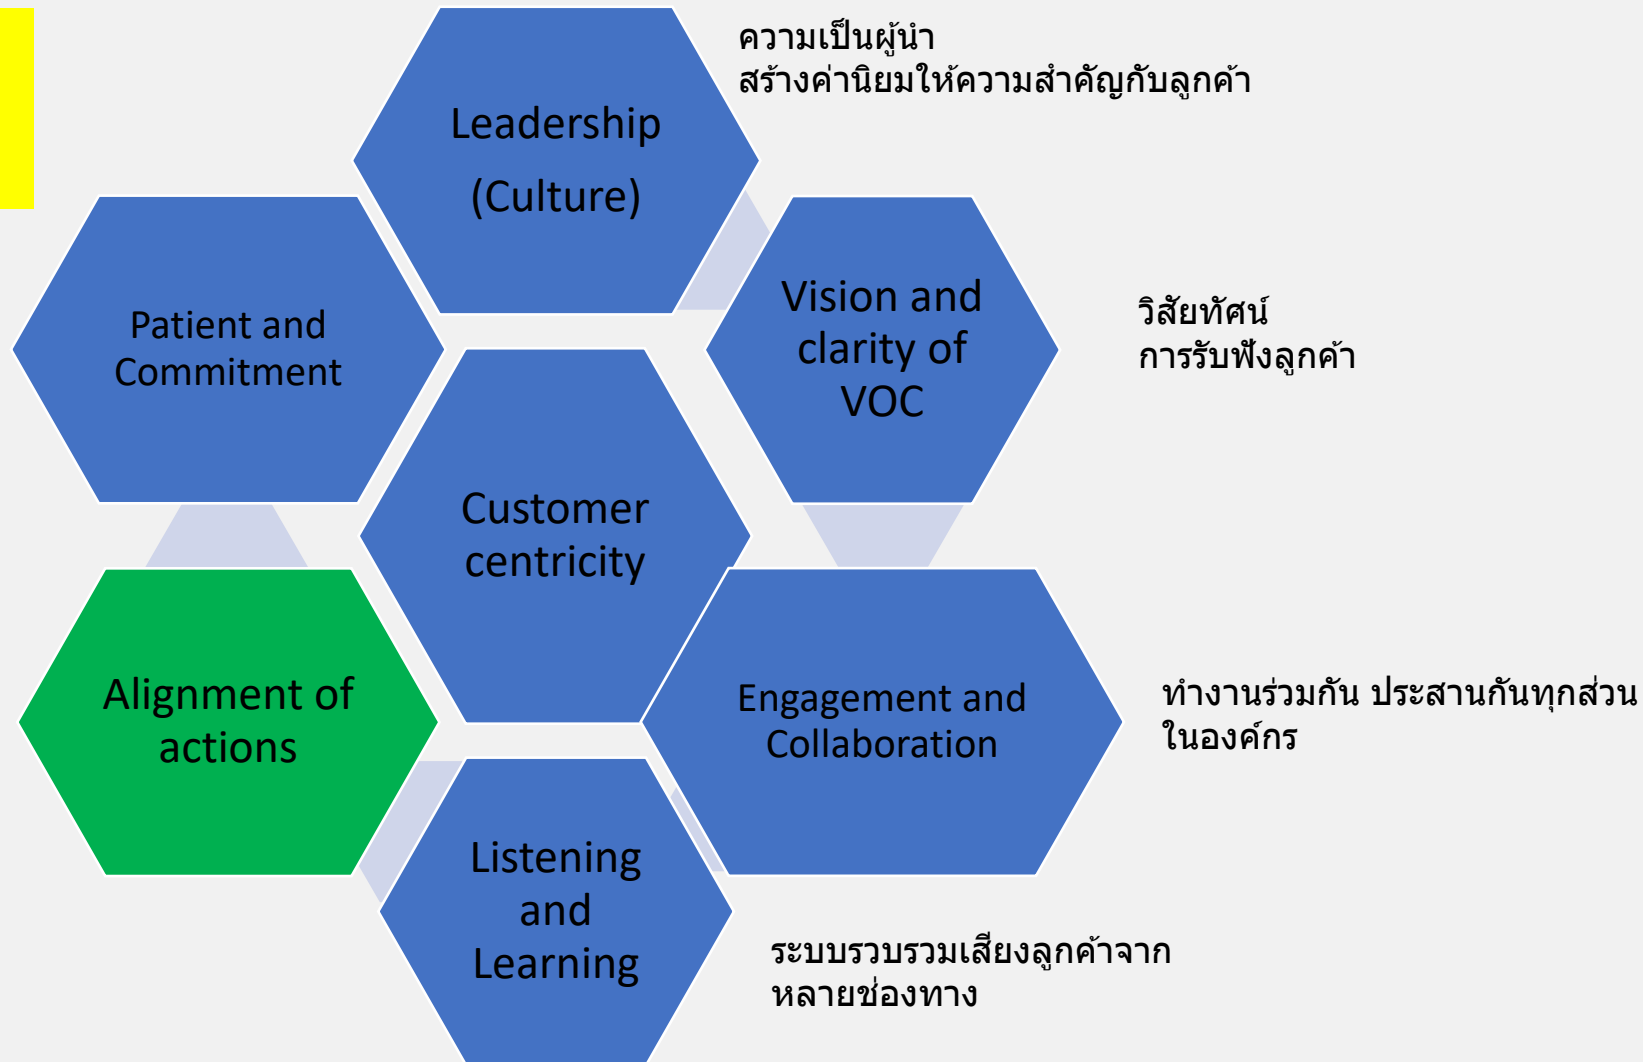 ความเป็นผู้นำ
สร้างค่านิยมให้ความสำคัญกับลูกค้า
Leadership
(Culture)
Vision and
clarity of
VOC
วิสัยทัศน์
การรับฟังลูกค้า
Patient and
Commitment
Customer
centricity
Alignment of
actions
Engagement and
Collaboration
ทำงานร่วมกัน ประสานกันทุกส่วน
ในองค์กร
Listening
and
Learning
ระบบรวบรวมเสียงลูกค้าจาก
หลายช่องทาง